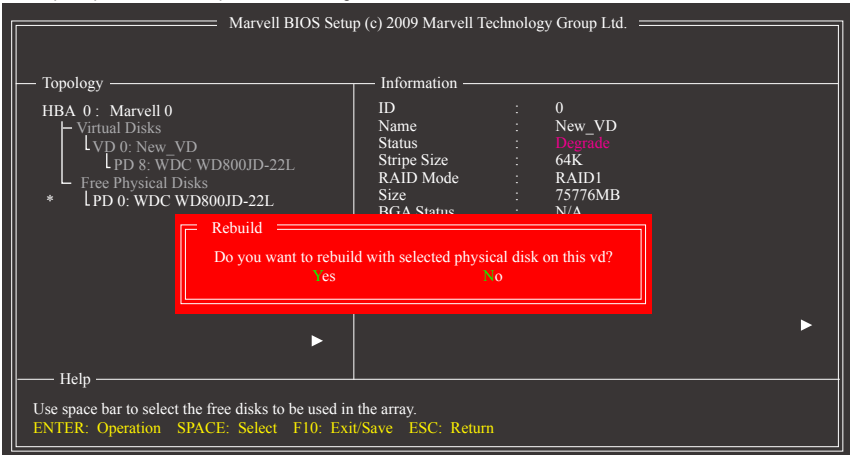 Marvell BIOS Setup (c) 2009 Marvell Technology Group Ltd.
Topology
HBA 0 : Marvell 0
Virtual Disks
VD 0: New_VD
PD 8: WDC WD800JD-22L
Free Physical Disks
* PD 0: WDC WD800JD-22L
Information
ID : 0
Name : New_VD
Status : Degrade
Stripe Size : 64K
RAID Mode : RAID1
Size : 75776MB
BGA Status : N/A
Rebuild
Do you want to rebuild with selected physical disk on this vd?
Yes No
Help
Use space bar to select the free disks to be used in the array.
ENTER: Operation SPACE: Select F10: Exit/Save ESC: Return